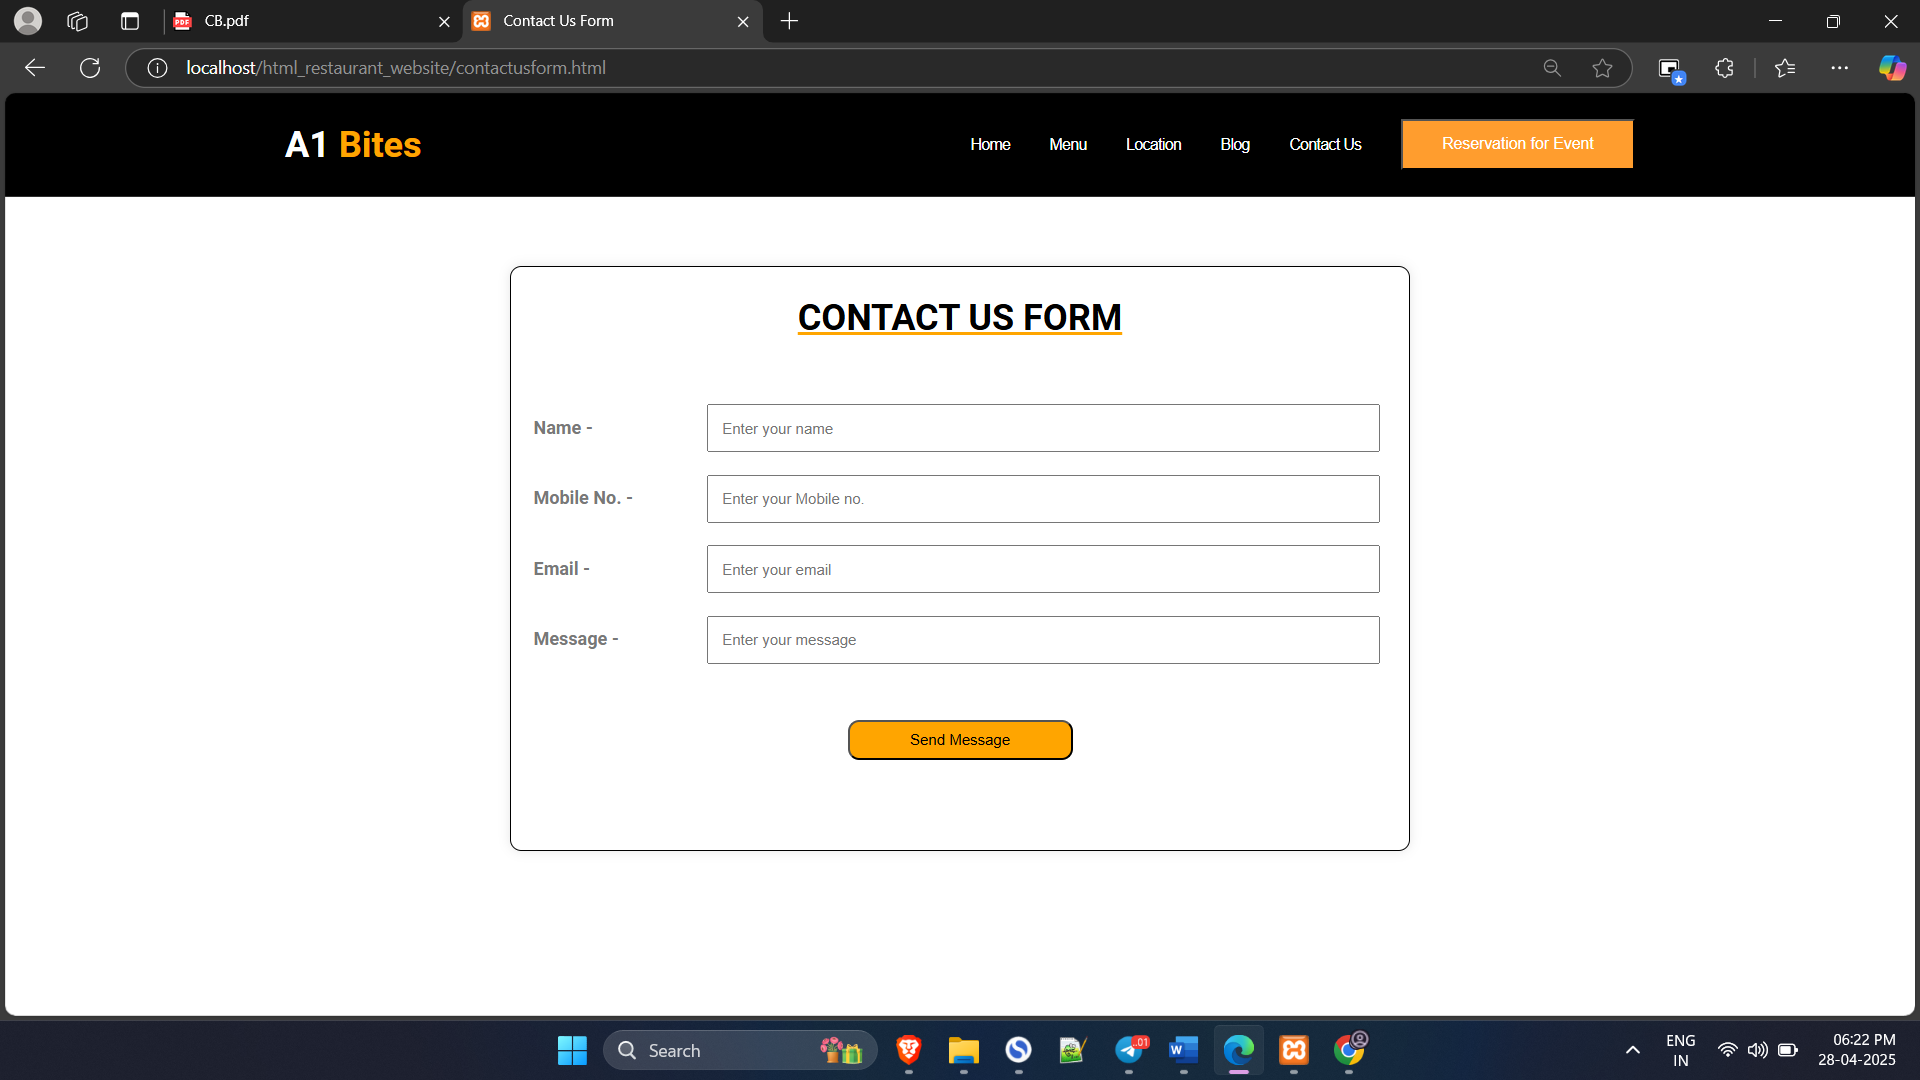 CB.pdf
Contact Us Form
localhost/html_restaurant_website/contactusform.html
A1 Bites
Home
Menu
Location
Blog
Contact Us
Reservation for Event
CONTACT US FORM
Name -
Enter your name
Mobile No. -
Enter your Mobile no.
Email -
Enter your email
Message -
Enter your message
Send Message
Search
ENG
IN
06:22 PM
28-04-2025